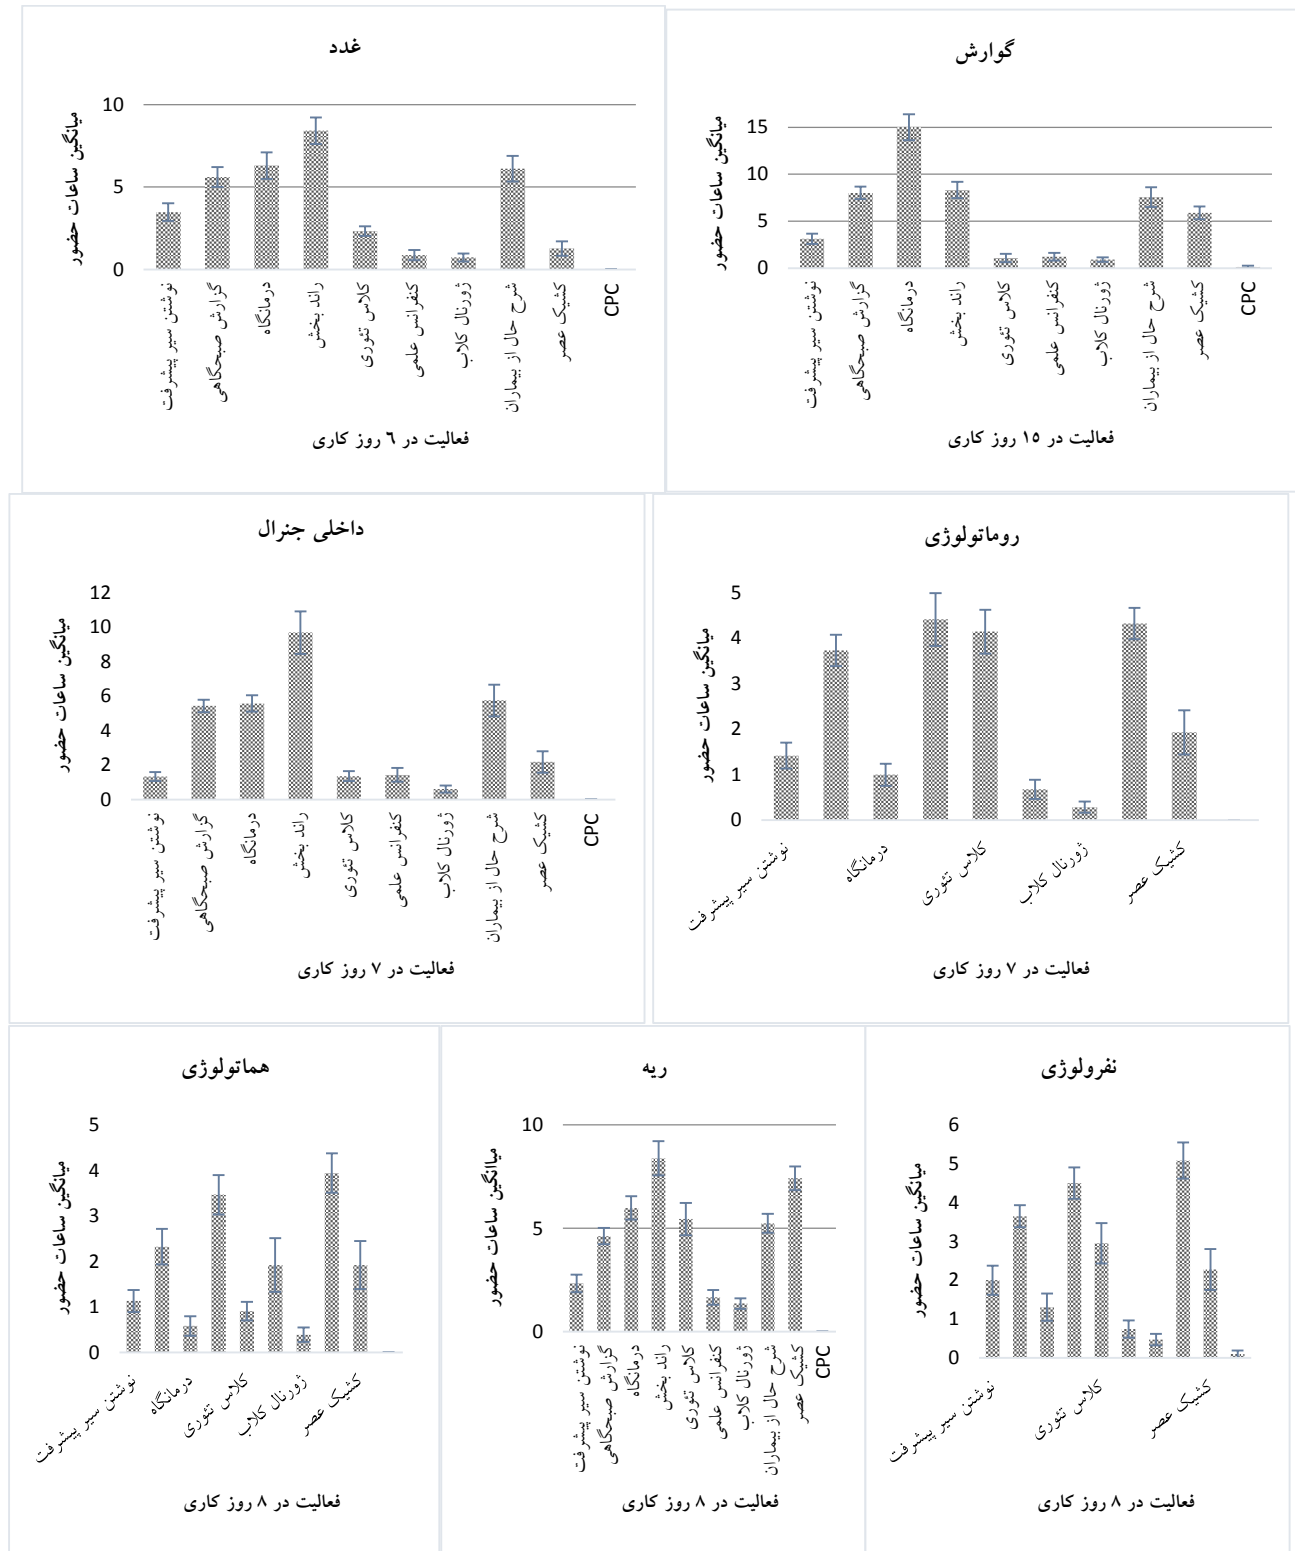 غدد
میانگین ساعات حضور
10
5
0
نوشتن سیر پیشرفت
گزارش صبحگاهی
درمانگاه
راند بخش
کلاس تئوری
کنفرانس علمی
ژورنال کلاب
شرح حال از بیماران
کشیک عصر
CPC
فعالیت در ٦ روز کاری
گوارش
میانگین ساعات حضور
15
10
5
0
نوشتن سیر پیشرفت
گزارش صبحگاهی
درمانگاه
راند بخش
کلاس تئوری
کنفرانس علمی
ژورنال کلاب
شرح حال از بیماران
کشیک عصر
CPC
فعالیت در ١٥ روز کاری
داخلی جنرال
میانگین ساعات حضور
12
10
8
6
4
2
0
نوشتن سیر پیشرفت
گزارش صبحگاهی
درمانگاه
راند بخش
کلاس تئوری
کنفرانس علمی
ژورنال کلاب
شرح حال از بیماران
کشیک عصر
CPC
فعالیت در ٧ روز کاری
روماتولوژی
میانگین ساعات حضور
5
4
3
2
1
0
نوشتن سیر پیشرفت
درمانگاه
کلاس تئوری
ژورنال کلاب
کشیک عصر
فعالیت در ٧ روز کاری
هماتولوژی
میانگین ساعات حضور
5
4
3
2
1
0
نوشتن سیر پیشرفت
درمانگاه
کلاس تئوری
ژورنال کلاب
کشیک عصر
فعالیت در ٨ روز کاری
ریه
میاانگین ساعات حضور
10
5
0
نوشتن سیر پیشرفت
گزارش صبحگاهی
درمانگاه
راند بخش
کلاس تئوری
کنفرانس علمی
ژورنال کلاب
شرح حال از بیماران
کشیک عصر
CPC
فعالیت در ٨ روز کاری
نفرولوژی
میانگین ساعات حضور
6
5
4
3
2
1
0
نوشتن سیر پیشرفت
کلاس تئوری
کشیک عصر
فعالیت در ٨ روز کاری